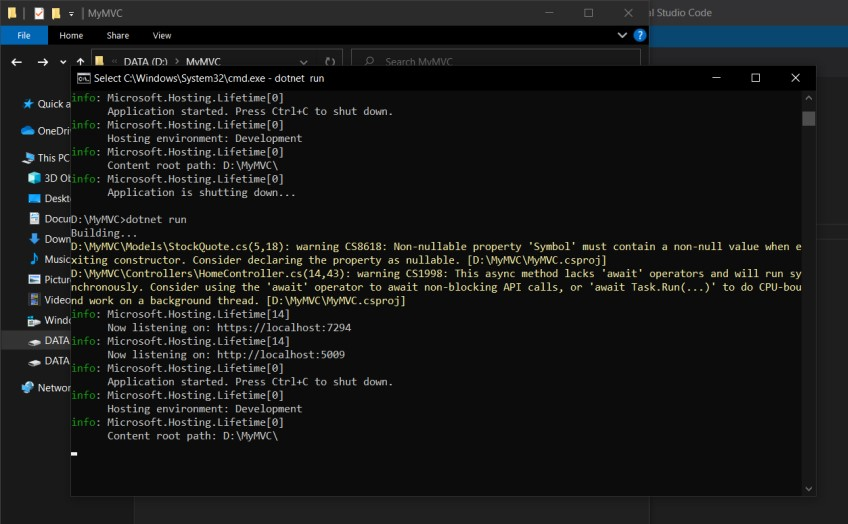 MyMVC
al Studio Code
File
Home
Share
View
DATA (D:) > MyMVC
Search MyMVC
Select C:\Windows\System32\cmd.exe - dotnet  run
Quick a
OneDri
This PC
3D Ob
Deskt
Docu
Down
Music
Pictur
Videos
Windo
DATA
DATA
Networ
info: Microsoft.Hosting.Lifetime[0]
Application started. Press Ctrl+C to shut down.
info: Microsoft.Hosting.Lifetime[0]
Hosting environment: Development
info: Microsoft.Hosting.Lifetime[0]
Content root path: D:\MyMVC\
info: Microsoft.Hosting.Lifetime[0]
Application is shutting down...
D:\MyMVC>dotnet run
Building...
D:\MyMVC\Models\StockQuote.cs(5,18): warning CS8618: Non-nullable property 'Symbol' must contain a non-null value when e
xiting constructor. Consider declaring the property as nullable. [D:\MyMVC\MyMVC.csproj]
D:\MyMVC\Controllers\HomeController.cs(14,43): warning CS1998: This async method lacks 'await' operators and will run sy
nchronously. Consider using the 'await' operator to await non-blocking API calls, or 'await Task.Run(...)' to do CPU-bou
nd work on a background thread. [D:\MyMVC\MyMVC.csproj]
info: Microsoft.Hosting.Lifetime[14]
Now listening on: https://localhost:7294
info: Microsoft.Hosting.Lifetime[14]
Now listening on: http://localhost:5009
info: Microsoft.Hosting.Lifetime[0]
Application started. Press Ctrl+C to shut down.
info: Microsoft.Hosting.Lifetime[0]
Hosting environment: Development
info: Microsoft.Hosting.Lifetime[0]
Content root path: D:\MyMVC\